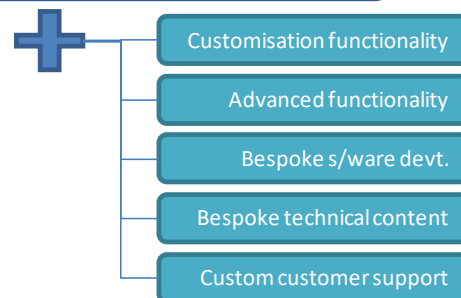 Customisation functionality
Advanced functionality
Bespoke s/ware devt.
Bespoke technical content
Custom customer support